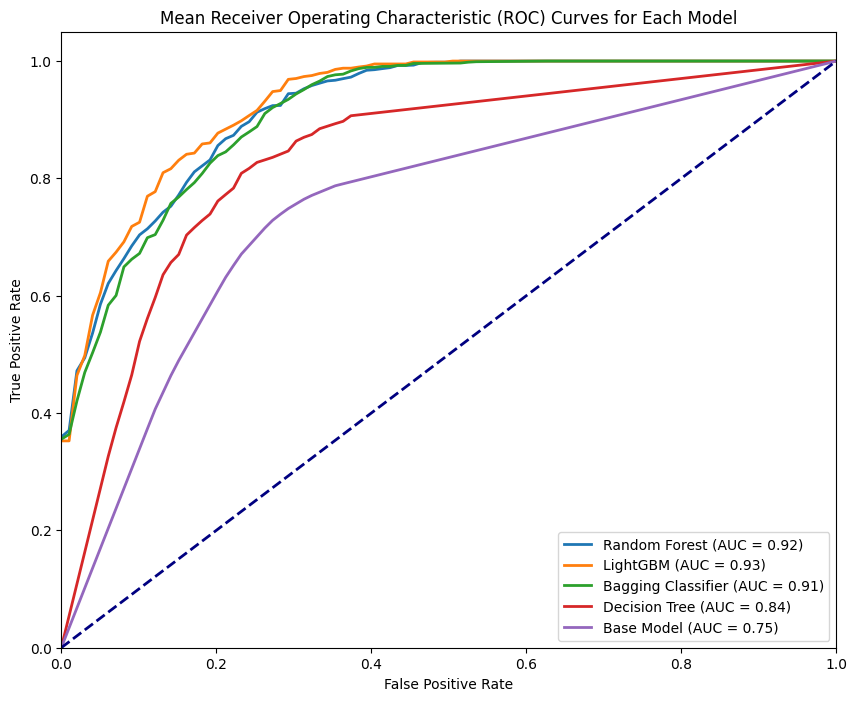 Mean Receiver Operating Characteristic (ROC) Curves for Each Model
1.0
0.8
0.6
0.4
0.2
0.0
True Positive Rate
Random Forest (AUC = 0.92)
LightGBM (AUC = 0.93)
Bagging Classifier (AUC = 0.91)
Decision Tree (AUC = 0.84)
Base Model (AUC = 0.75)
0.0 0.2 0.4 0.6 0.8 1.0
False Positive Rate